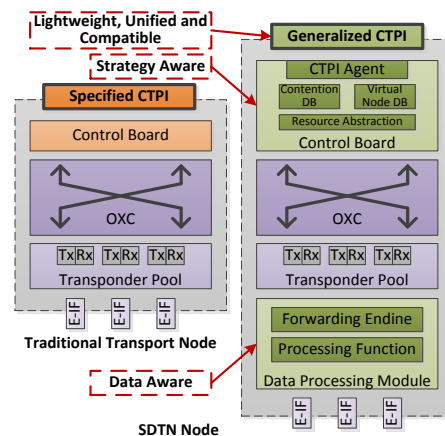 Lightweight, Unified and
Compatible
Strategy Aware
Specified CTPI
Control Board
OXC
Tx Rx Tx Rx Tx Rx
Transponder Pool
E-IF E-IF E-IF
Traditional Transport Node
Data Aware
Generalized CTPI
CTPI Agent
Contention
DB
Virtual
Node DB
Resource Abstraction
Control Board
OXC
Tx Rx Tx Rx Tx Rx
Transponder Pool
Forwarding Engine
Processing Function
Data Processing Module
E-IF E-IF E-IF
SDTN Node